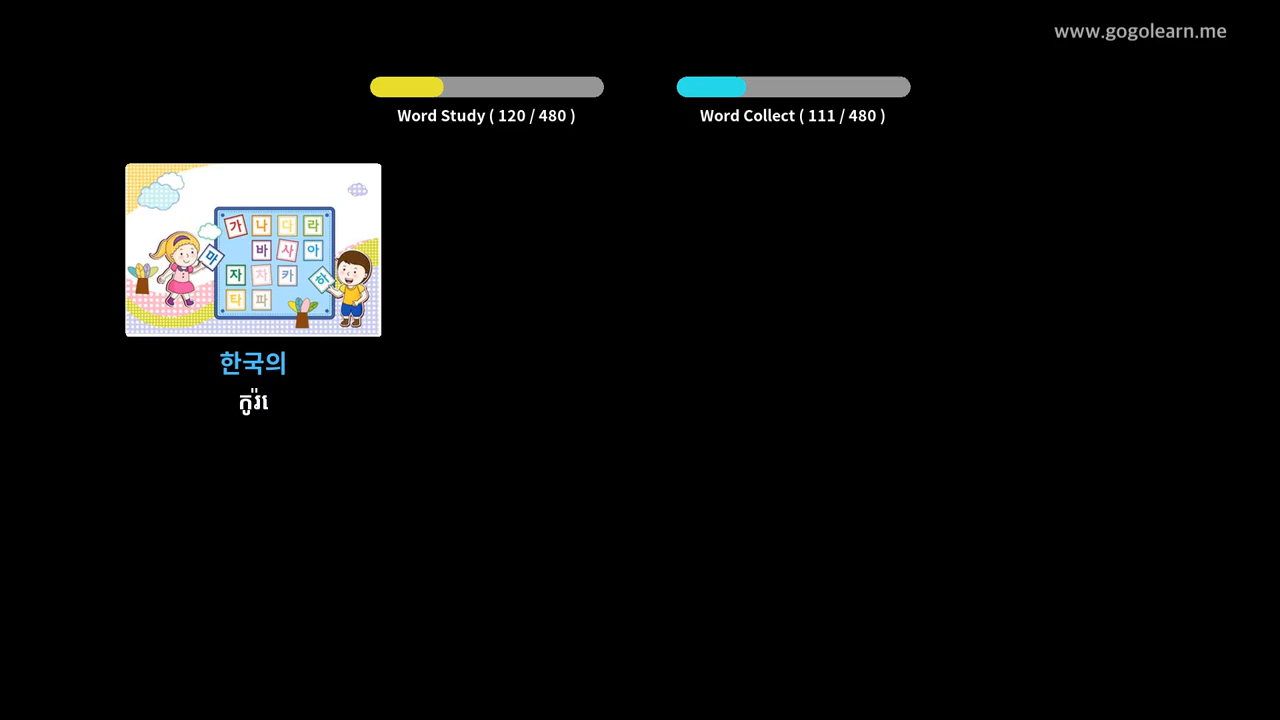 www.gogolearn.me
Word Study ( 120 / 480 )
Word Collect ( 111 / 480 )
가 나 다 라
마 바 사 아
자 차 카 하
타 파
한국의
កូរ៉េ